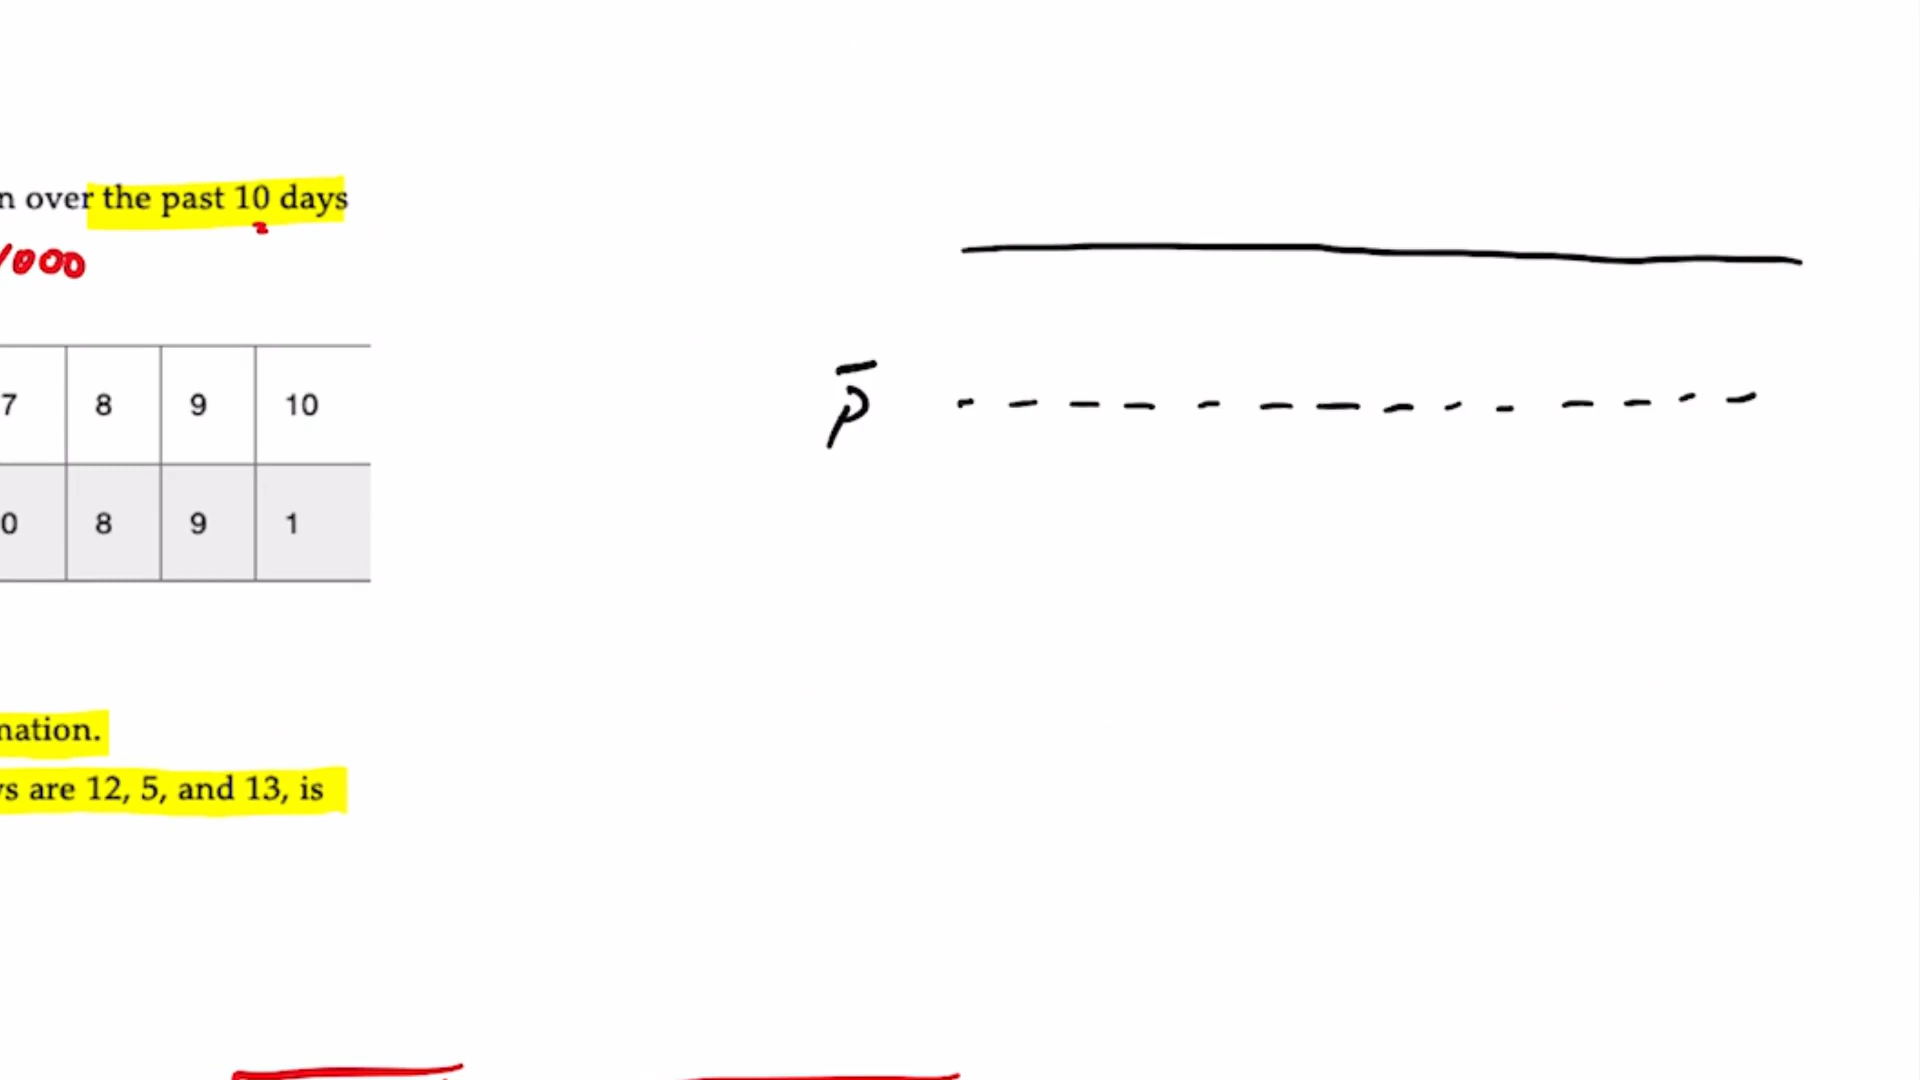 n over the past 10 days
1000
7 8 9 10
p̄
0 8 9 1
nation.
s are 12, 5, and 13, is